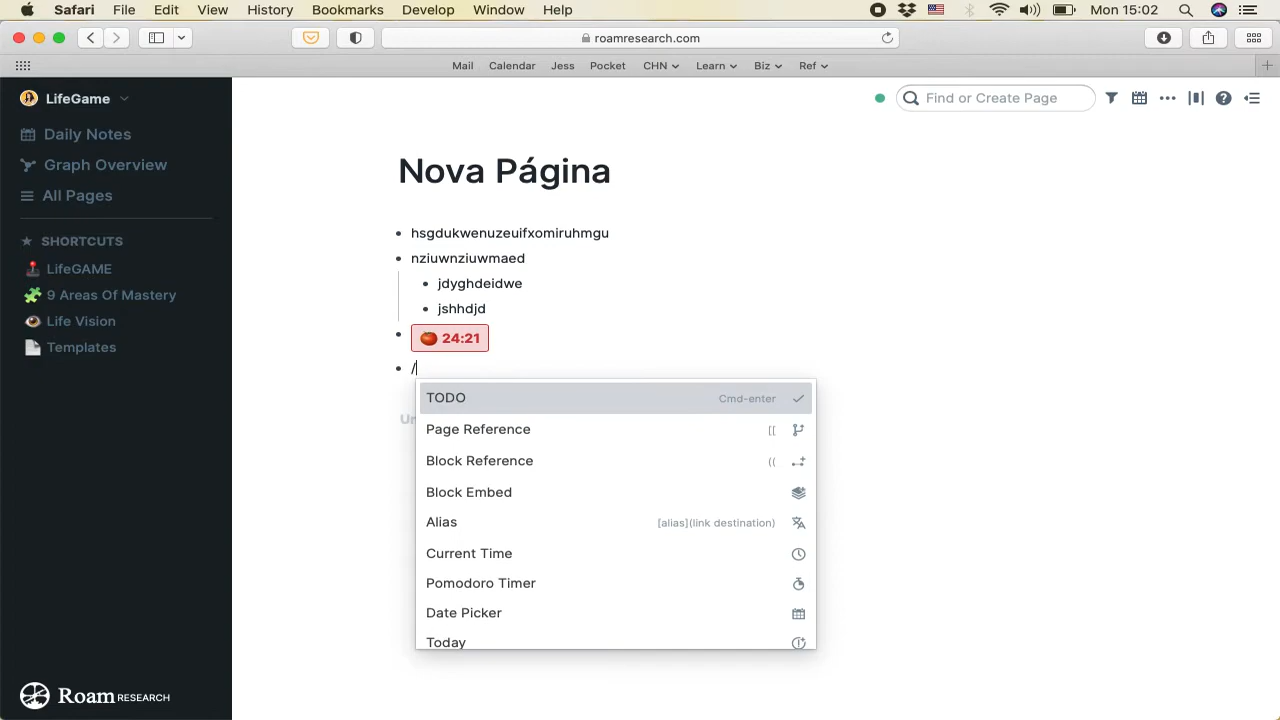 Safari File Edit View History Bookmarks Develop Window Help Mon 15:02
roamresearch.com
Mail Calendar Jess Pocket CHN Learn Biz Ref
LifeGame
Find or Create Page
Daily Notes
Graph Overview
All Pages
SHORTCUTS
LifeGAME
9 Areas Of Mastery
Life Vision
Templates
Nova Página
hsgdukwenuzeuifxomiruhmgu
nziuwnziuwmaed
jdyghdeidwe
jshhdjd
24:21
/
TODO Cmd-enter
Page Reference [[
Block Reference ((
Block Embed
Alias [alias](link destination)
Current Time
Pomodoro Timer
Date Picker
Today
Roam RESEARCH